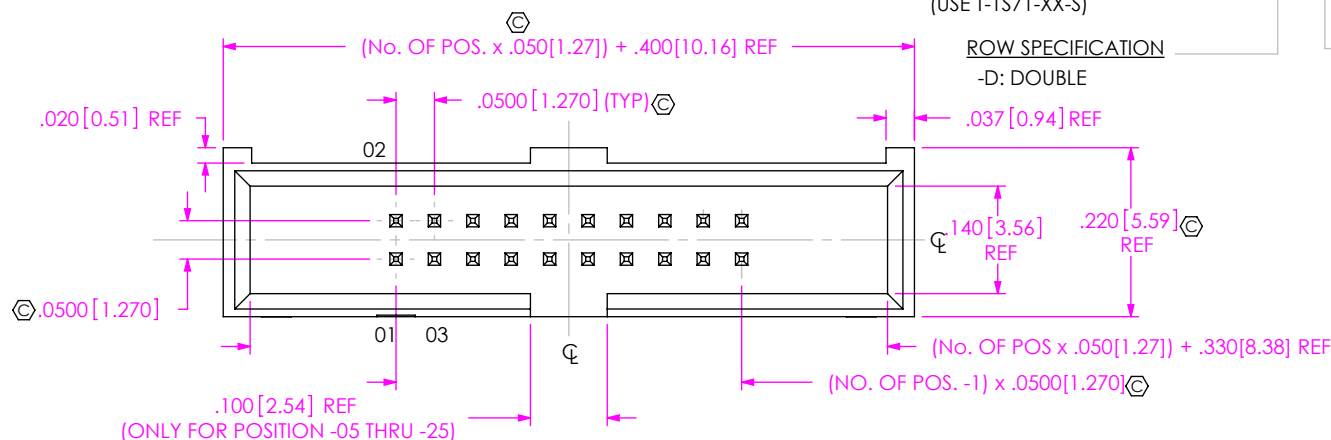 (USE T-1S71-XX-S)
C
(No. OF POS. x .050[1.27]) + .400[10.16] REF
ROW SPECIFICATION
-D: DOUBLE
.0500[1.270](TYP) C
.020[0.51] REF
.037[0.94] REF
02
.140[3.56]
REF
.220[5.59] C
REF
℄
C .0500[1.270]
01 03
℄
(No. OF POS x .050[1.27]) + .330[8.38] REF
(NO. OF POS. -1) x .0500[1.270] C
.100[2.54] REF
(ONLY FOR POSITION -05 THRU -25)